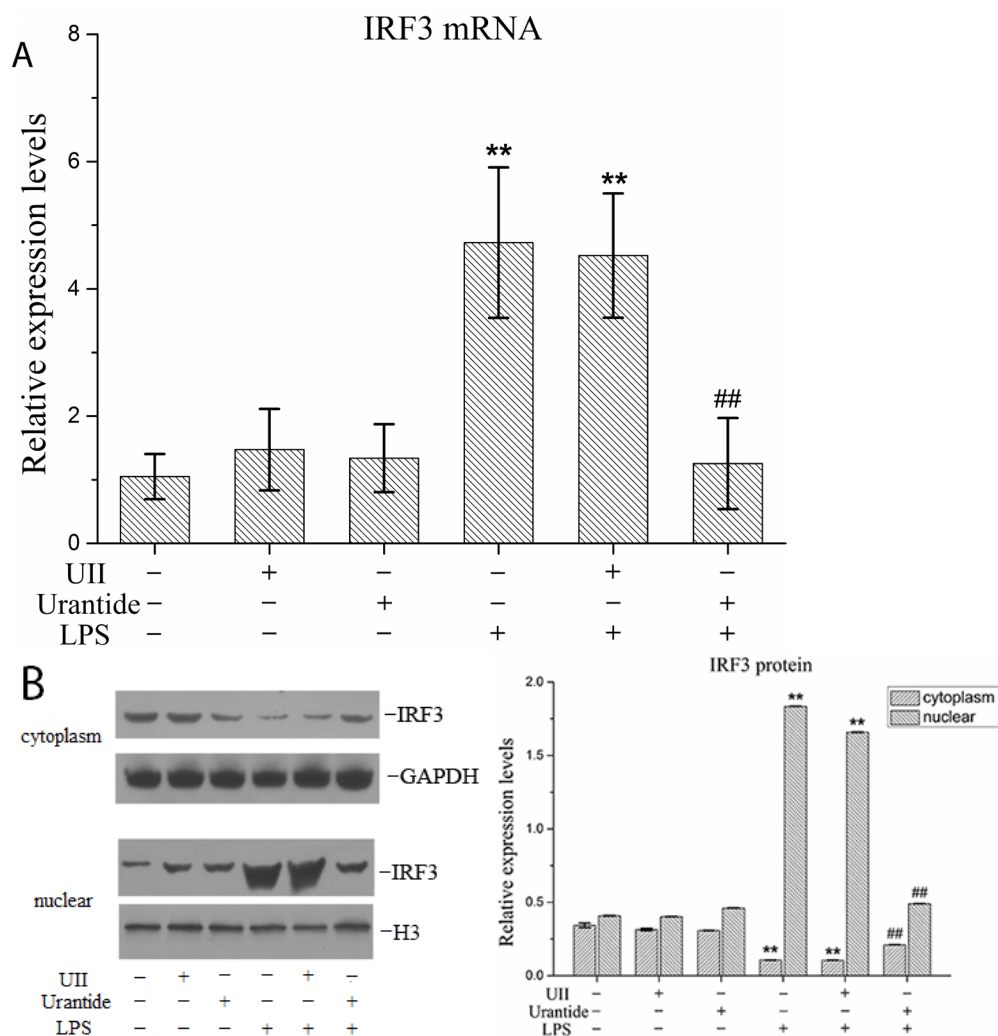 A
IRF3 mRNA
8
6
4
2
0
Relative expression levels
**
**
##
UII − + − − + −
Urantide − − + − − +
LPS − − − + + +
B
cytoplasm
-IRF3
-GAPDH
nuclear
-IRF3
-H3
UII − + − − + −
Urantide − − + − − +
LPS − − − + + +
IRF3 protein
2.0
1.5
1.0
0.5
0.0
Relative expression levels
cytoplasm
nuclear
**
**
**
**
##
##
UII − + − − + −
Urantide − − + − − +
LPS − − − + + +